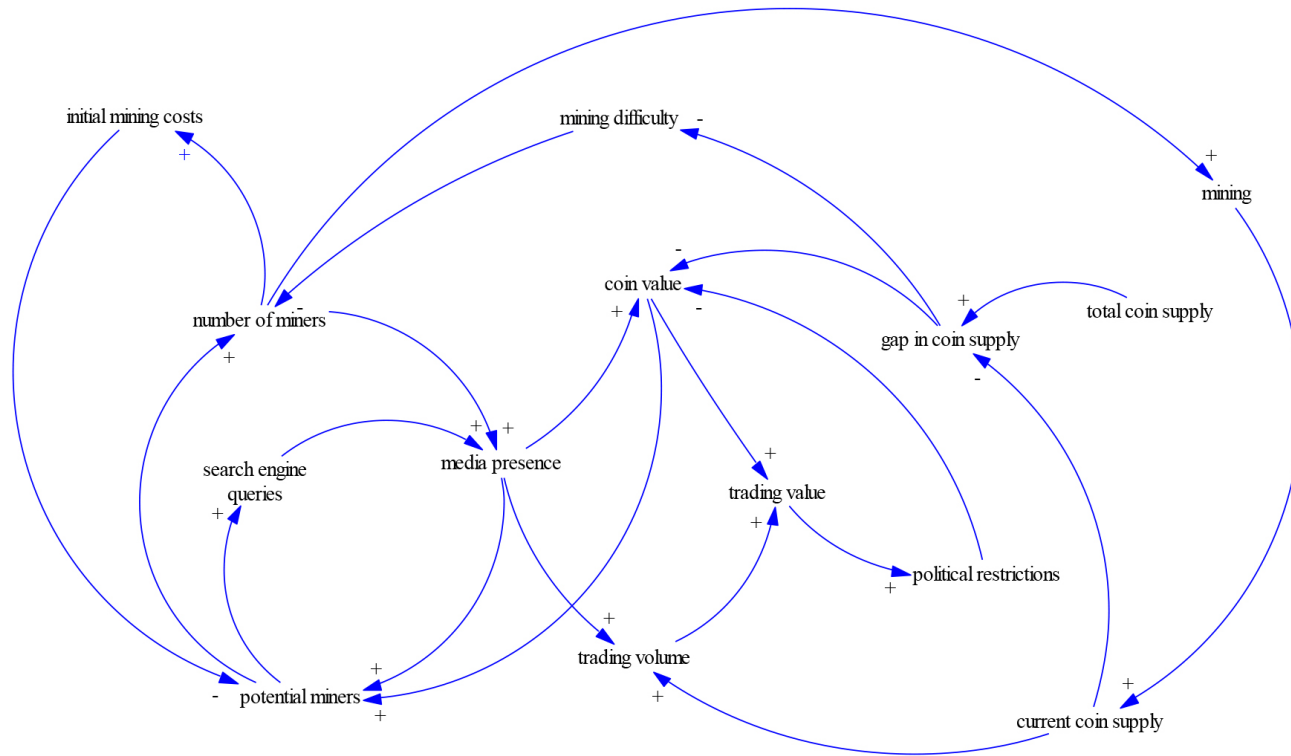 initial mining costs
+
mining difficulty
-
+
mining
coin value
-
+
-
total coin supply
+
gap in coin supply
-
number of miners
-
+
search engine
queries
+
+
+
media presence
+
trading value
+
political restrictions
+
+
trading volume
+
potential miners
-
+
+
current coin supply
+